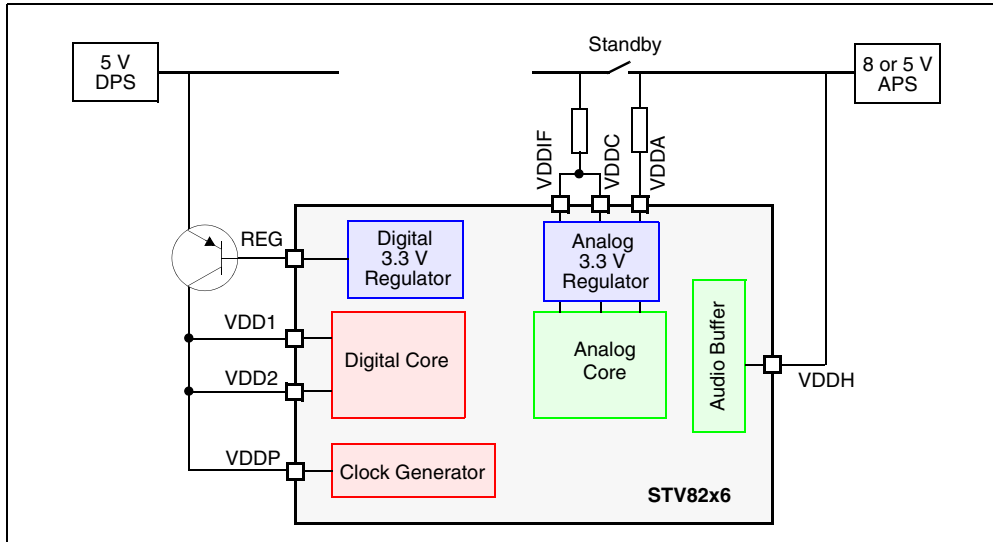 Standby
5 V
DPS
8 or 5 V
APS
VDDIF
VDDC
VDDA
REG
Digital
3.3 V
Regulator
Analog
3.3 V
Regulator
VDD1
Digital Core
Analog
Core
Audio Buffer
VDDH
VDD2
VDDP
Clock Generator
STV82x6